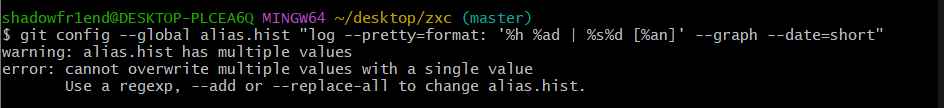 shadowfr1end@DESKTOP-PLCEA6Q MINGW64 ~/desktop/zxc (master)
$ git config --global alias.hist "log --pretty=format: '%h %ad | %s%d [%an]' --graph --date=short"
warning: alias.hist has multiple values
error: cannot overwrite multiple values with a single value
       Use a regexp, --add or --replace-all to change alias.hist.